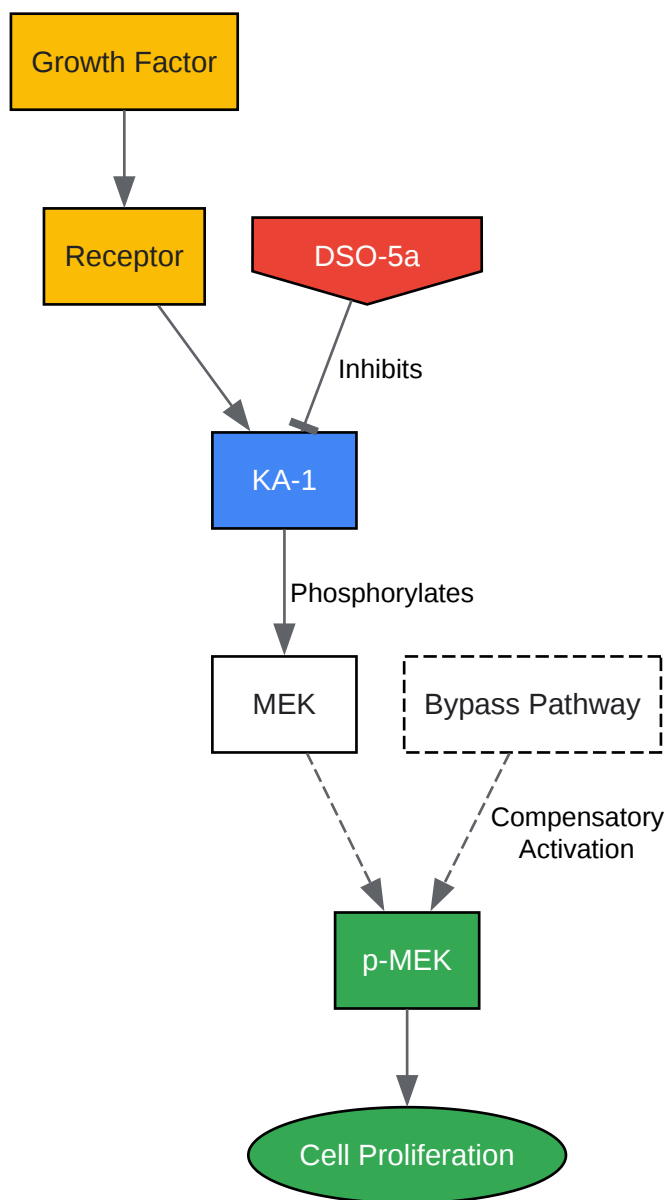 Growth Factor
Receptor
DSO-5a
Inhibits
KA-1
Phosphorylates
MEK
Bypass Pathway
Compensatory
Activation
p-MEK
Cell Proliferation